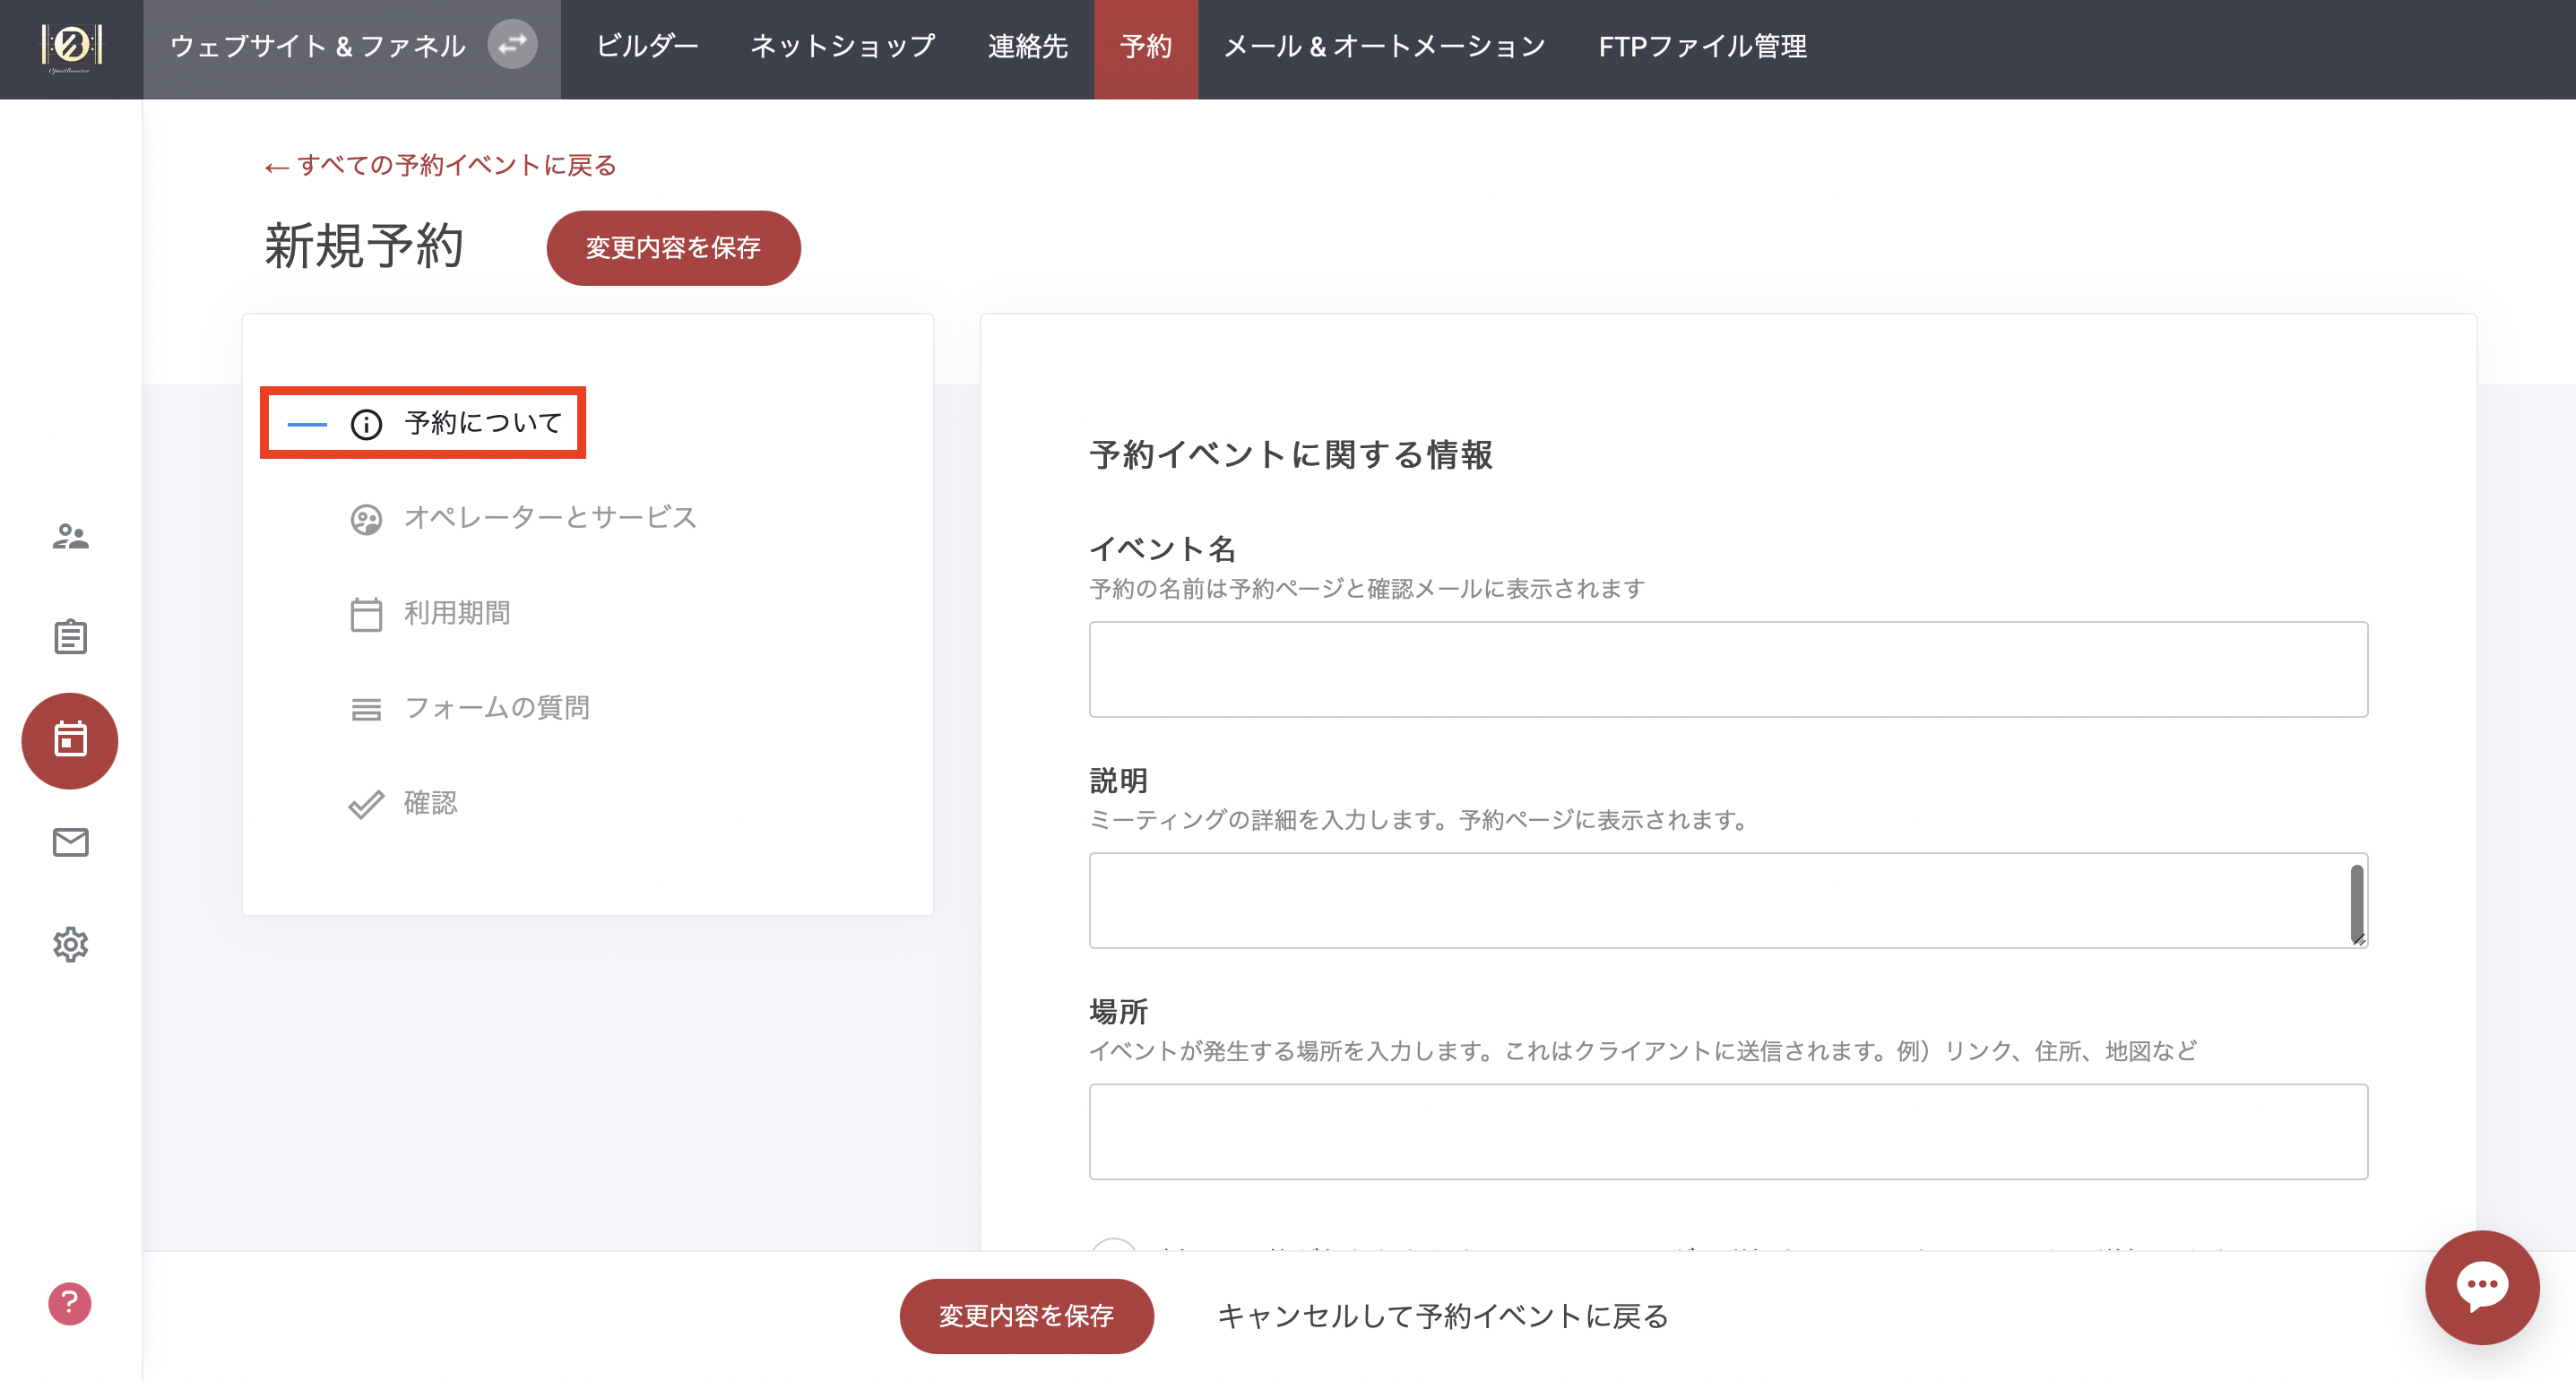 OpusBooster
ウェブサイト & ファネル
ビルダー
ネットショップ
連絡先
予約
メール & オートメーション
FTPファイル管理
← すべての予約イベントに戻る
新規予約
変更内容を保存
予約について
オペレーターとサービス
利用期間
フォームの質問
確認
予約イベントに関する情報
イベント名
予約の名前は予約ページと確認メールに表示されます
説明
ミーティングの詳細を入力します。予約ページに表示されます。
場所
イベントが発生する場所を入力します。これはクライアントに送信されます。例）リンク、住所、地図など
変更内容を保存
キャンセルして予約イベントに戻る
?